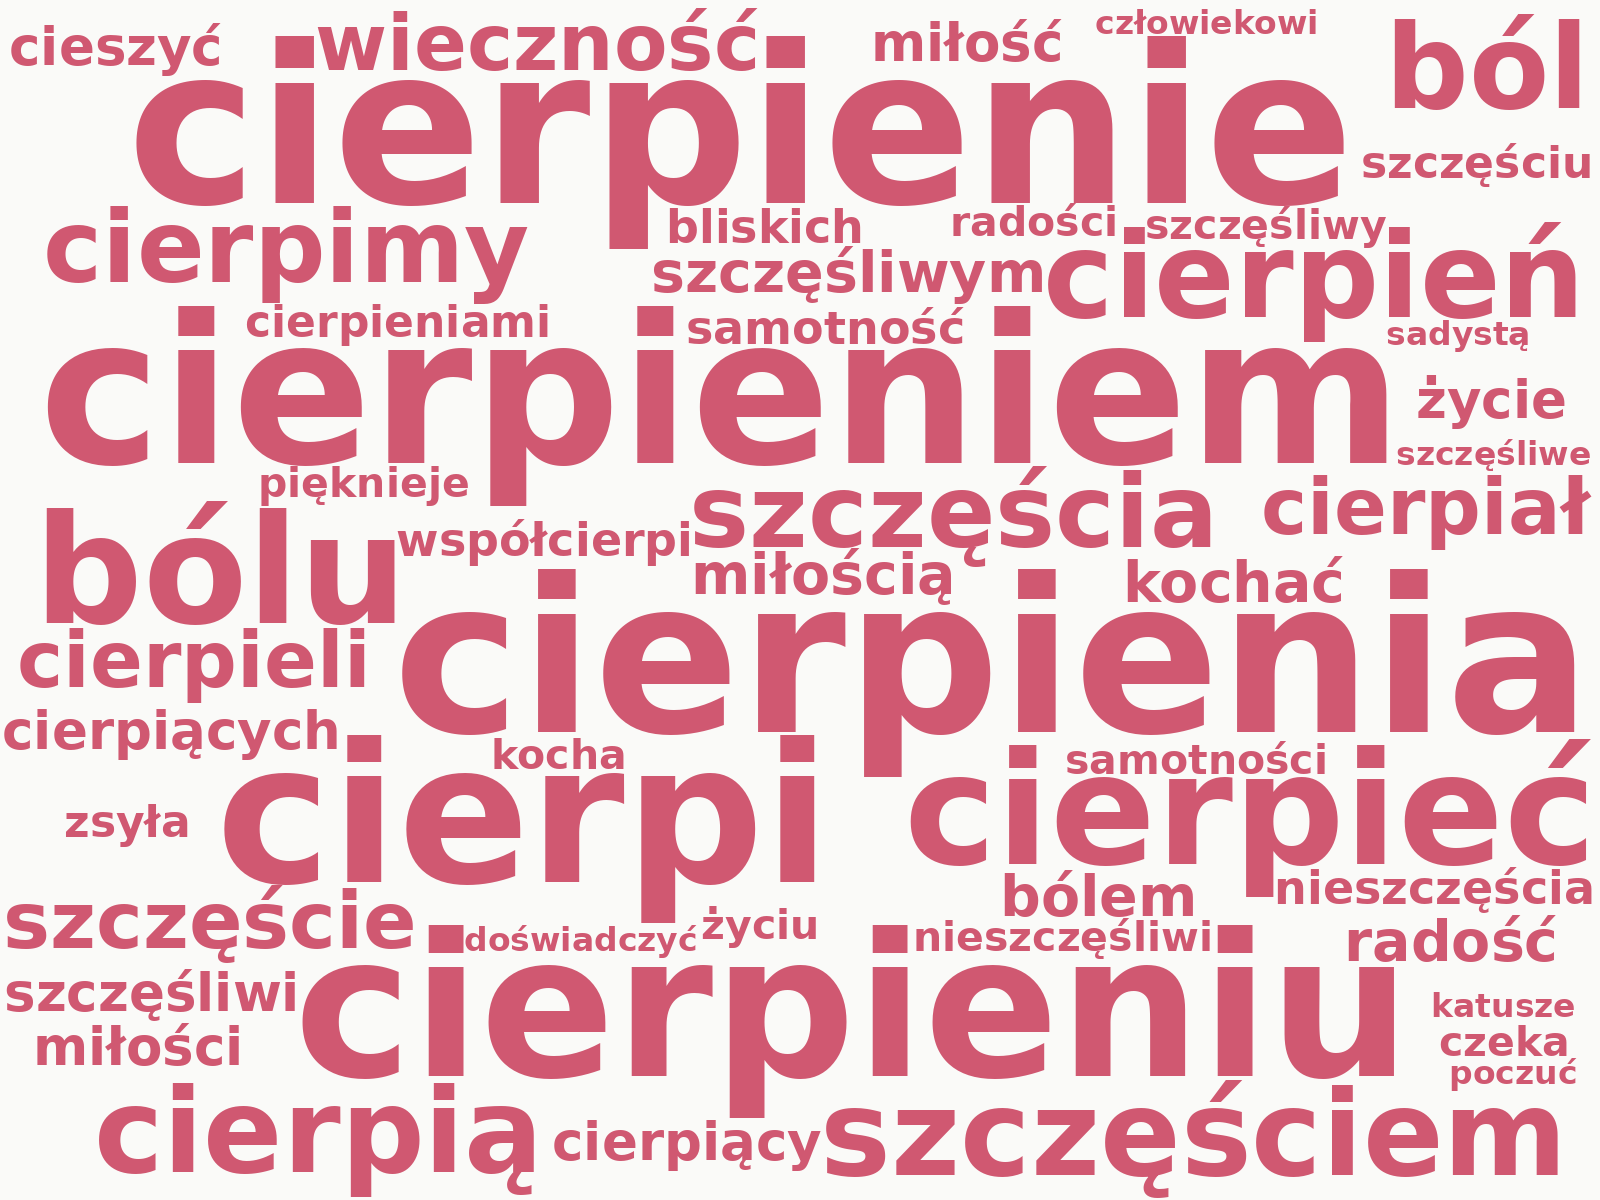 cieszyć
wieczność
miłość
człowiekowi
ból
cierpienie
szczęściu
cierpimy
bliskich
radości
szczęśliwy
szczęśliwym
cierpień
cierpieniami
samotność
sadystą
cierpieniem
życie
szczęśliwe
pięknieje
szczęścia
cierpiał
bólu
współcierpi
miłością
kochać
cierpieli
cierpienia
cierpiących
kocha
samotności
zsyła
cierpi
cierpieć
bólem
nieszczęścia
szczęście
doświadczyć
życiu
nieszczęśliwi
radość
szczęśliwi
cierpieniu
katusze
miłości
czeka
poczuć
cierpią
cierpiący
szczęściem